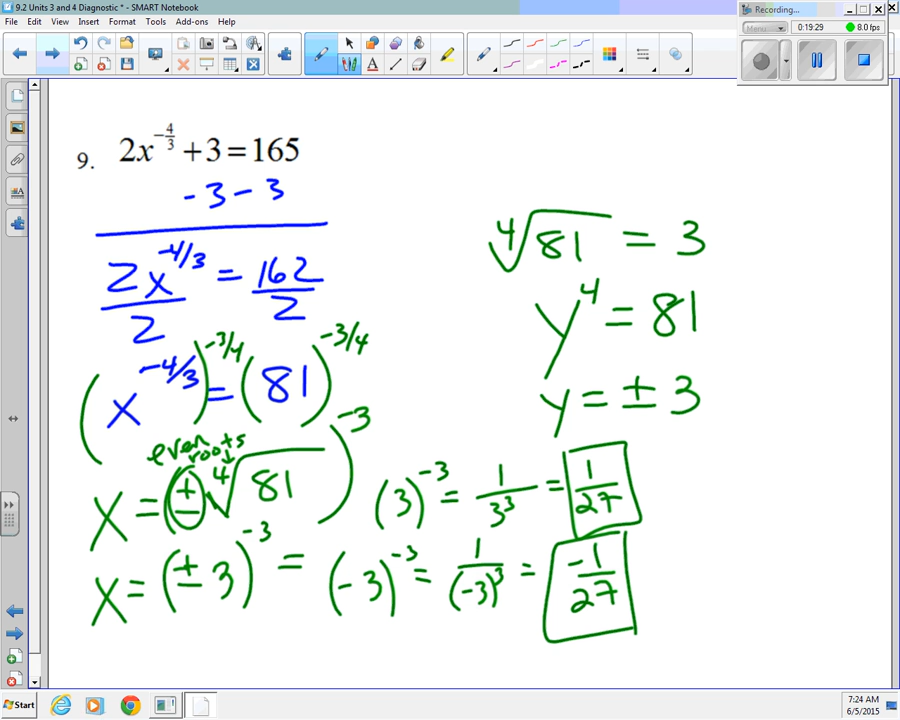 9.2 Units 3 and 4 Diagnostic * - SMART Notebook
File Edit View Insert Format Tools Add-ons Help
Recording...
Menu 0:19:29 8.0 fps
9. 2x^{-4/3} + 3 = 165
- 3 - 3
2x^{-4/3}/2 = 162/2
(x^{-4/3})^{-3/4} = (81)^{-3/4}
even roots ↓
x = (± ⁴√81)^{-3}
x = (± 3)^{-3} =
⁴√81 = 3
y⁴ = 81
y = ± 3
(3)^{-3} = 1/3³ = 1/27
(-3)^{-3} = 1/(-3)³ = -1/27
Start
7:24 AM
6/5/2015